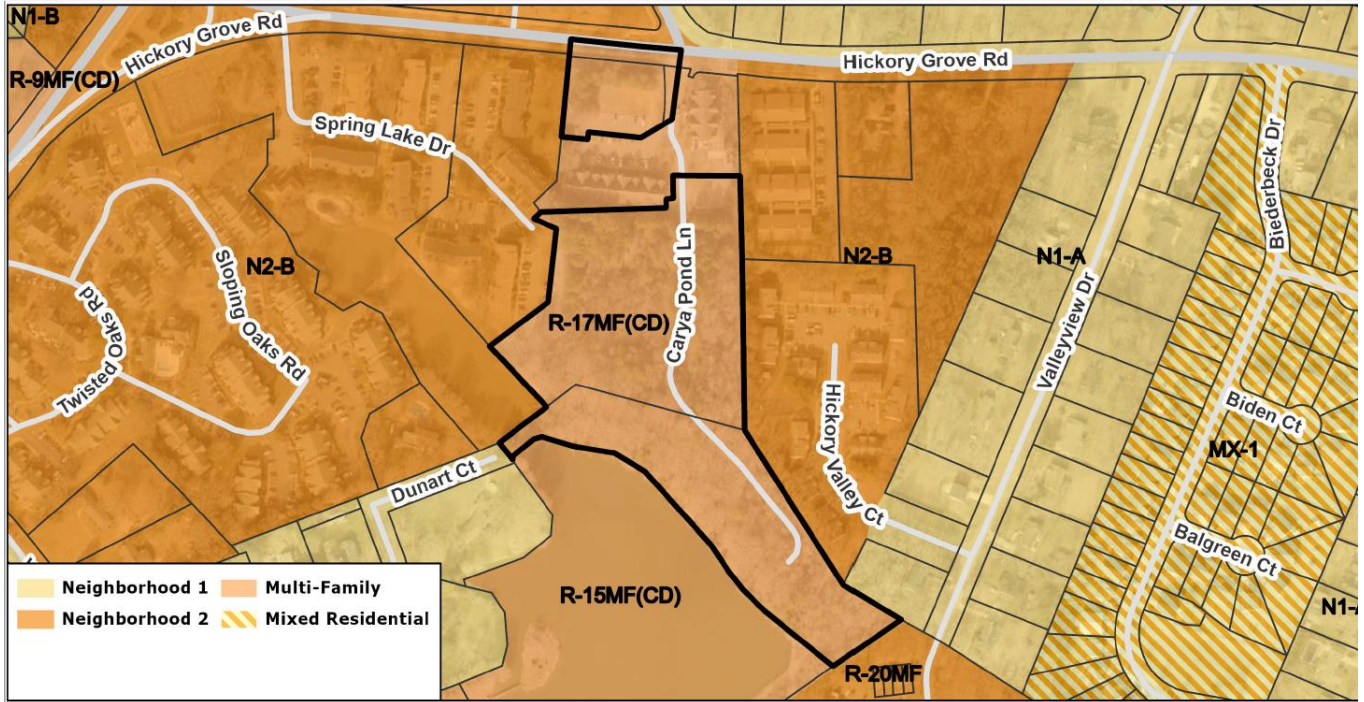 N1-B
Hickory Grove Rd
R-9MF(CD)
Hickory Grove Rd
Spring Lake Dr
Biederbeck Dr
N2-B
Sloping Oaks Rd
Twisted Oaks Rd
Carya Pond Ln
R-17MF(CD)
N2-B
N1-A
Valleyview Dr
Hickory Valley Ct
Biden Ct
MX-1
Balgreen Ct
Dunart Ct
R-15MF(CD)
R-20MF
Neighborhood 1
Multi-Family
Neighborhood 2
Mixed Residential